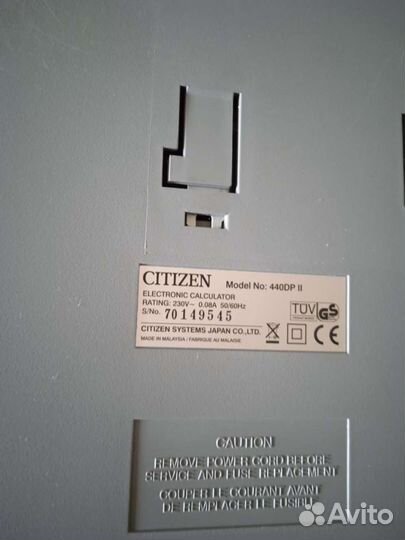 CITIZEN Model No: 440DP II
ELECTRONIC CALCULATOR
RATING: 230V~ 0.08A 50/60Hz
S/No. 70149545
CITIZEN SYSTEMS JAPAN CO.,LTD.
MADE IN MALAYSIA / FABRIQUE AU MALAISIE
TÜV GS
CAUTION
REMOVE POWER CORD BEFORE
SERVICE AND FUSE REPLACEMENT
COUPER LE COURANT AVANT
DE REMPLACER LE FUSIBLE
Avito